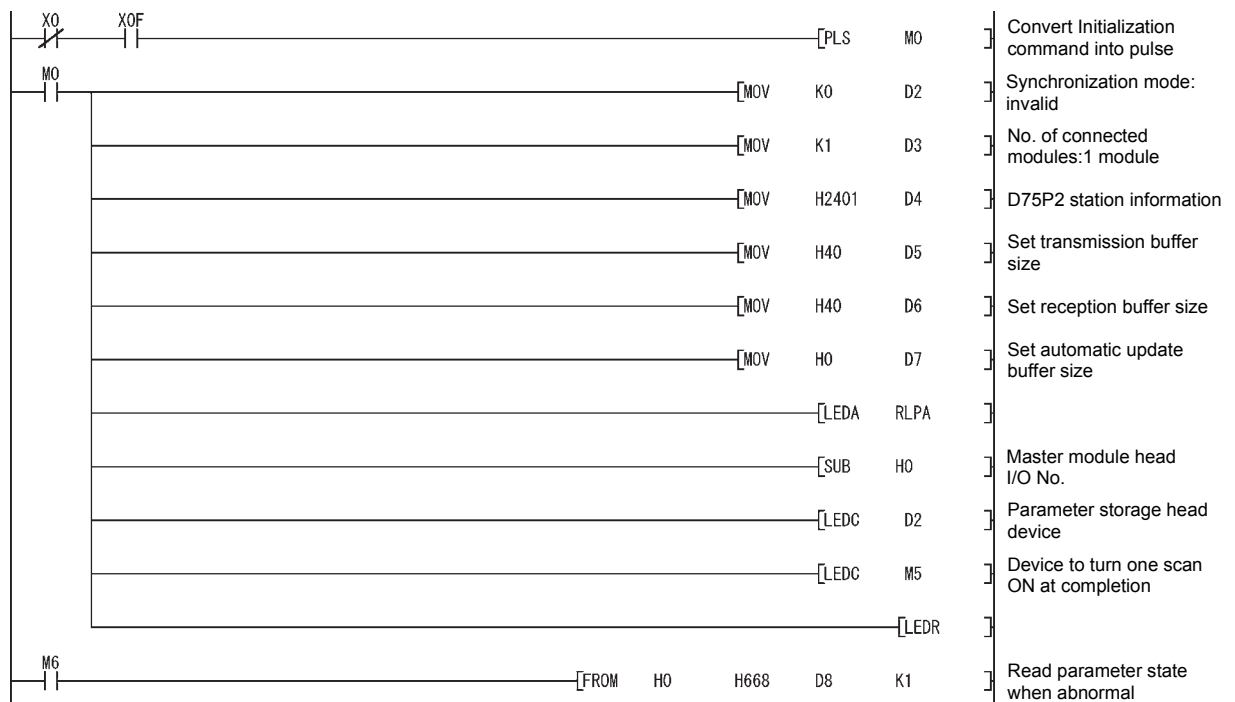 X0 X0F PLS M0 Convert Initialization
command into pulse
M0 MOV K0 D2 Synchronization mode:
invalid
MOV K1 D3 No. of connected
modules:1 module
MOV H2401 D4 D75P2 station information
MOV H40 D5 Set transmission buffer
size
MOV H40 D6 Set reception buffer size
MOV H0 D7 Set automatic update
buffer size
LEDA RLPA
SUB H0 Master module head
I/O No.
LEDC D2 Parameter storage head
device
LEDC M5 Device to turn one scan
ON at completion
LEDR
M6 FROM H0 H668 D8 K1 Read parameter state
when abnormal